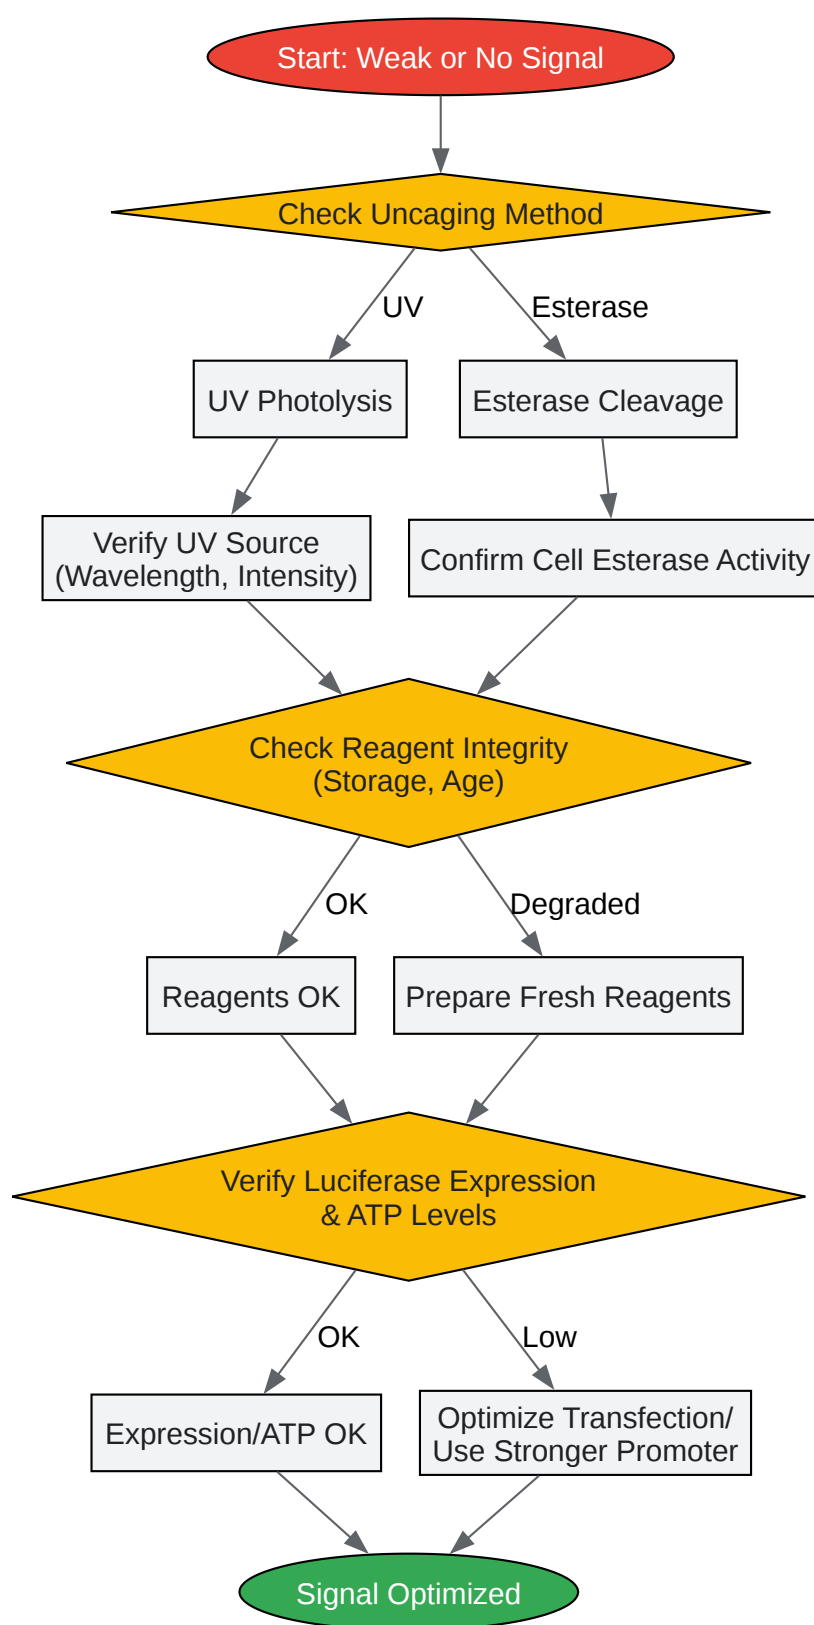 Start: Weak or No Signal
Check Uncaging Method
UV
Esterase
UV Photolysis
Esterase Cleavage
Verify UV Source
(Wavelength, Intensity)
Confirm Cell Esterase Activity
Check Reagent Integrity
(Storage, Age)
OK
Degraded
Reagents OK
Prepare Fresh Reagents
Verify Luciferase Expression
& ATP Levels
OK
Low
Expression/ATP OK
Optimize Transfection/
Use Stronger Promoter
Signal Optimized